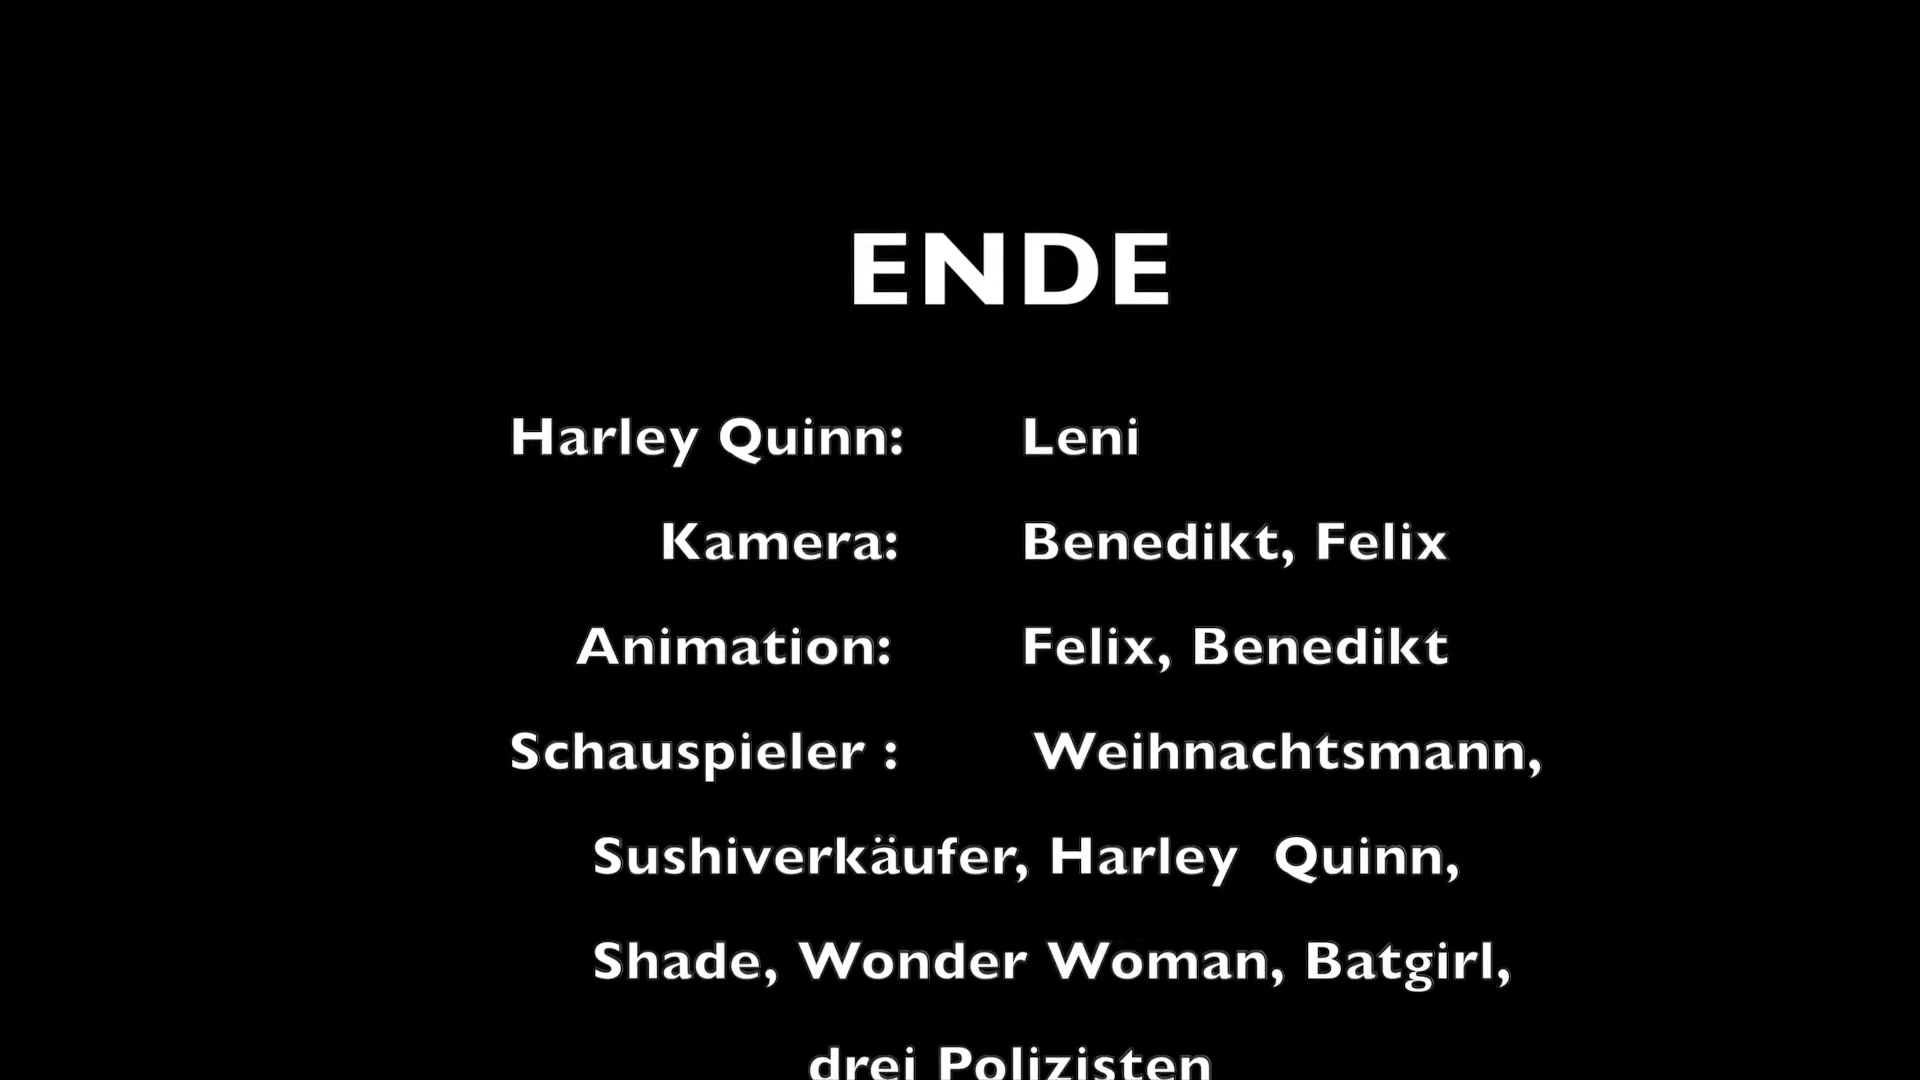 ENDE
Harley Quinn: Leni
Kamera: Benedikt, Felix
Animation: Felix, Benedikt
Schauspieler : Weihnachtsmann,
Sushiverkäufer, Harley Quinn,
Shade, Wonder Woman, Batgirl,
drei Polizisten